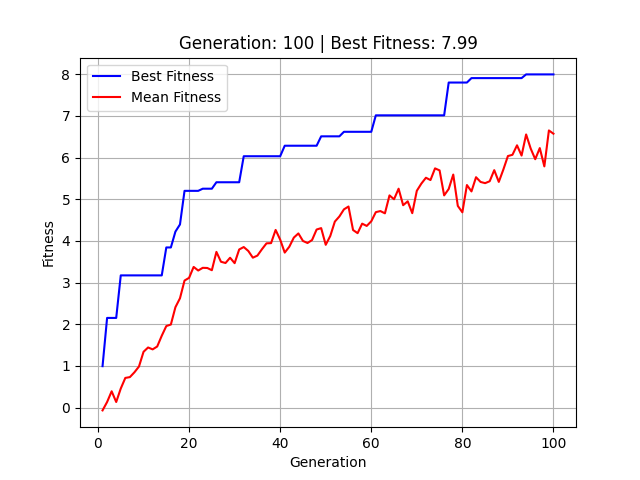 Generation: 100 | Best Fitness: 7.99
Best Fitness
Mean Fitness
8
7
6
5
4
3
2
1
0
Fitness
0 20 40 60 80 100
Generation